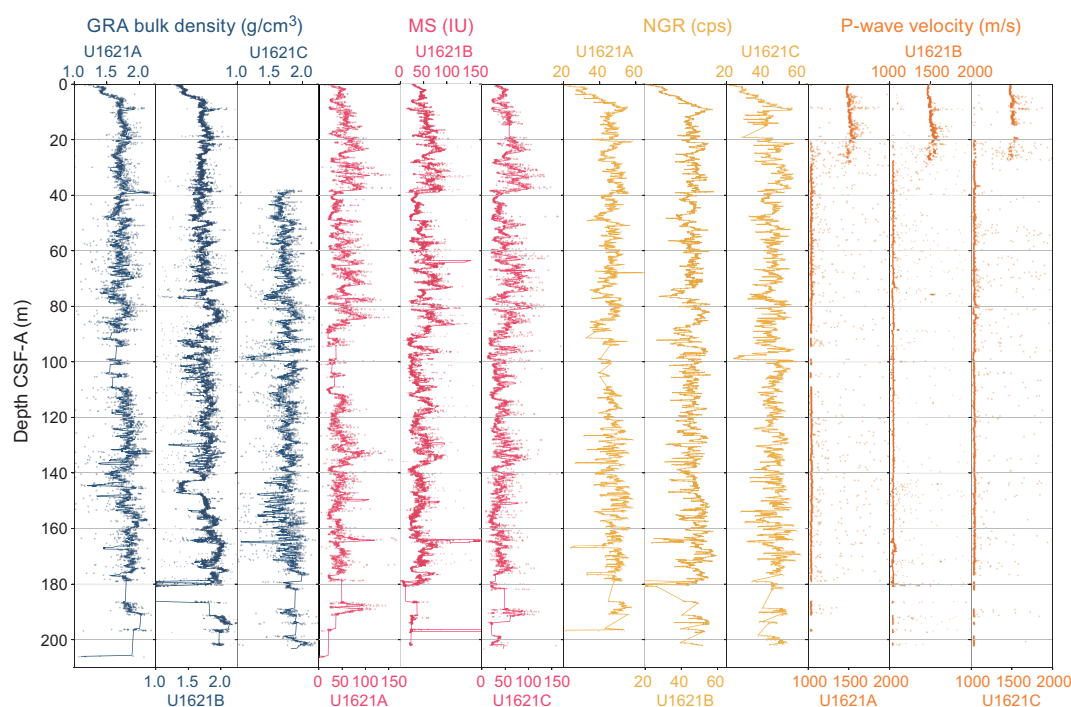 GRA bulk density (g/cm³) MS (IU) NGR (cps) P-wave velocity (m/s)
U1621A U1621C U1621B U1621A U1621C U1621B
1.0 1.5 2.0 1.0 1.5 2.0 0 50 100 150 20 40 60 20 40 60 1000 1500 2000
0
20
40
60
80
100
120
140
160
180
200
Depth CSF-A (m)
1.0 1.5 2.0 0 50 100 150 0 50 100 150 20 40 60 1000 1500 2000 1000 1500 2000
U1621B U1621A U1621C U1621B U1621A U1621C